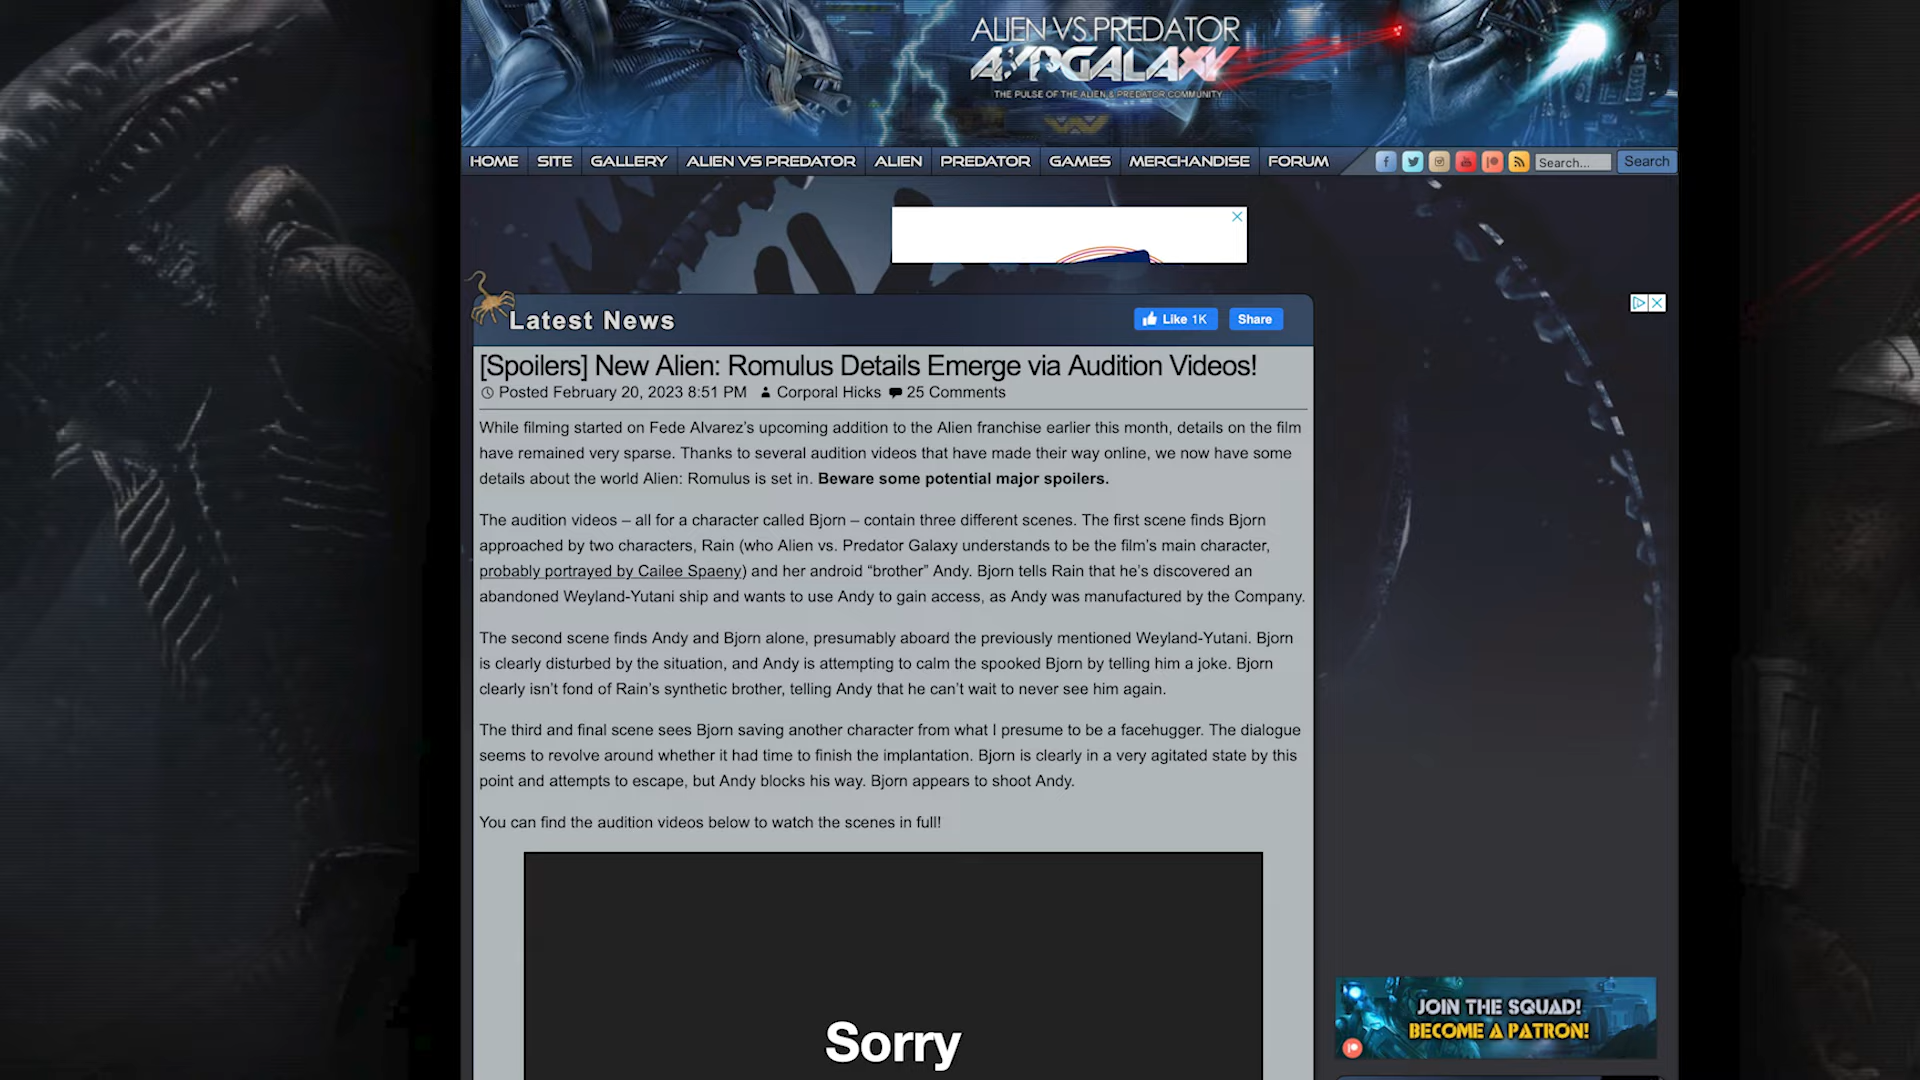 ALIEN VS PREDATOR
AVPGALAXY
THE PULSE OF THE ALIEN & PREDATOR COMMUNITY
HOME SITE GALLERY ALIEN VS PREDATOR ALIEN PREDATOR GAMES MERCHANDISE FORUM Search... Search
Latest News
Like 1K Share
[Spoilers] New Alien: Romulus Details Emerge via Audition Videos!
Posted February 20, 2023 8:51 PM Corporal Hicks 25 Comments
While filming started on Fede Alvarez’s upcoming addition to the Alien franchise earlier this month, details on the film
have remained very sparse. Thanks to several audition videos that have made their way online, we now have some
details about the world Alien: Romulus is set in. Beware some potential major spoilers.
The audition videos – all for a character called Bjorn – contain three different scenes. The first scene finds Bjorn
approached by two characters, Rain (who Alien vs. Predator Galaxy understands to be the film’s main character,
probably portrayed by Cailee Spaeny) and her android “brother” Andy. Bjorn tells Rain that he’s discovered an
abandoned Weyland-Yutani ship and wants to use Andy to gain access, as Andy was manufactured by the Company.
The second scene finds Andy and Bjorn alone, presumably aboard the previously mentioned Weyland-Yutani. Bjorn
is clearly disturbed by the situation, and Andy is attempting to calm the spooked Bjorn by telling him a joke. Bjorn
clearly isn’t fond of Rain’s synthetic brother, telling Andy that he can’t wait to never see him again.
The third and final scene sees Bjorn saving another character from what I presume to be a facehugger. The dialogue
seems to revolve around whether it had time to finish the implantation. Bjorn is clearly in a very agitated state by this
point and attempts to escape, but Andy blocks his way. Bjorn appears to shoot Andy.
You can find the audition videos below to watch the scenes in full!
Sorry
JOIN THE SQUAD!
BECOME A PATRON!